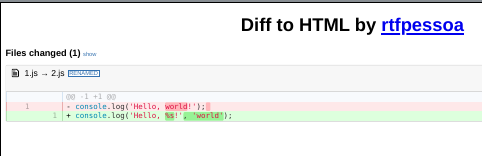 Diff to HTML by rtfpessoa
Files changed (1) show
1.js → 2.js RENAMED
@@ -1 +1 @@
1 - console.log('Hello, world!');
1 + console.log('Hello, %s!', 'world');